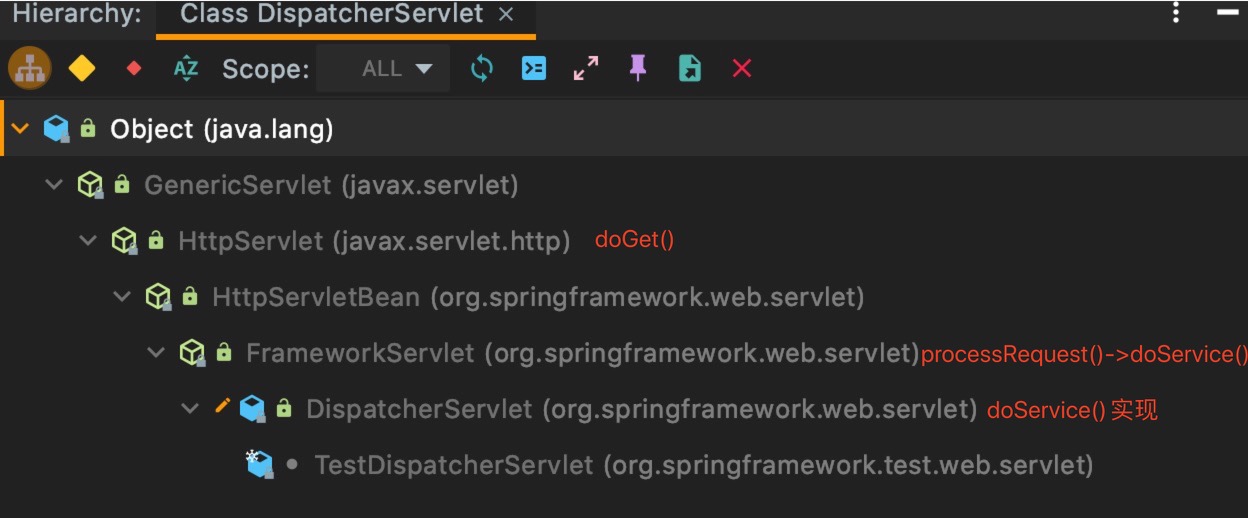 Hierarchy: Class DispatcherServlet
Scope: ALL
Object (java.lang)
GenericServlet (javax.servlet)
HttpServlet (javax.servlet.http) doGet()
HttpServletBean (org.springframework.web.servlet)
FrameworkServlet (org.springframework.web.servlet)processRequest()->doService()
DispatcherServlet (org.springframework.web.servlet) doService() 实现
TestDispatcherServlet (org.springframework.test.web.servlet)